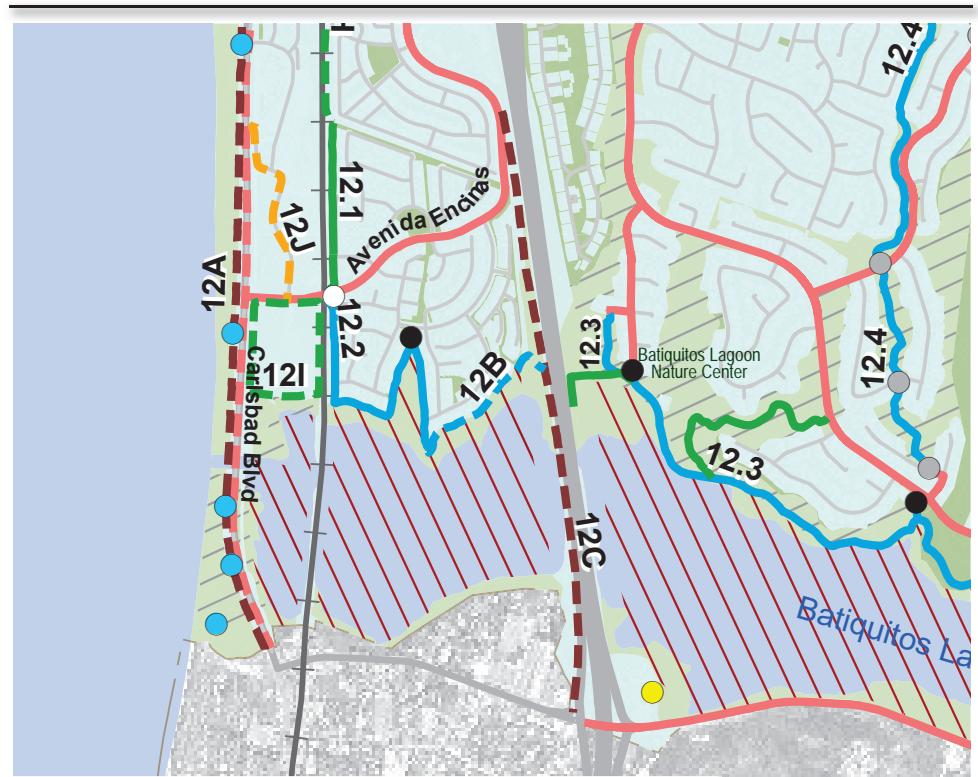 12.4
12.1
12J
Avenida Encinas
12A
12.2
12.3
Batiquitos Lagoon
Nature Center
12.4
12I
12B
Carlsbad Blvd
12.3
12C
Batiquitos La